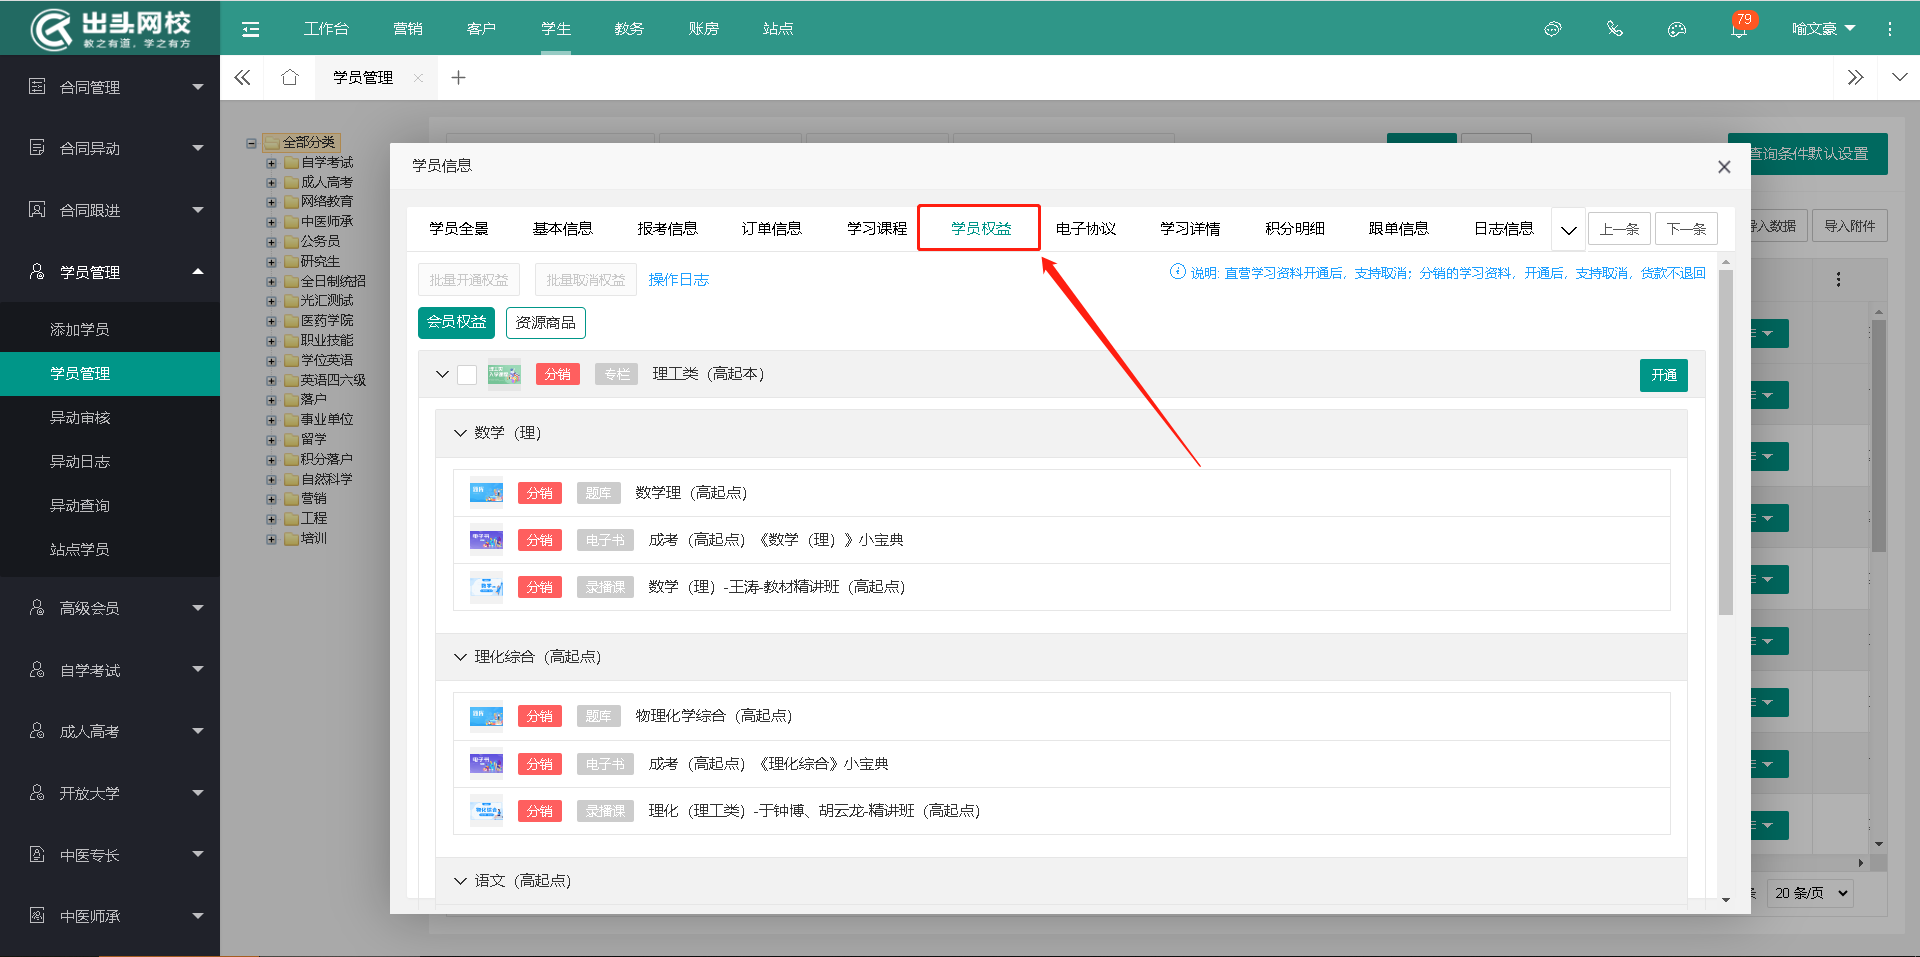 出头网校
教之有道，学之有方
工作台
营销
客户
学生
教务
账房
站点
79
喻文豪
学员管理
合同管理
合同异动
合同跟进
学员管理
添加学员
学员管理
异动审核
异动日志
异动查询
站点学员
高级会员
自学考试
成人高考
开放大学
中医专长
中医师承
全部分类
自学考试
成人高考
网络教育
中医师承
公务员
研究生
全日制统招
光汇测试
医药学院
职业技能
学位英语
英语四六级
落户
事业单位
留学
积分落户
自然科学
营销
工程
培训
查询条件默认设置
导入数据
导入附件
学员信息
学员全景
基本信息
报考信息
订单信息
学习课程
学员权益
电子协议
学习详情
积分明细
跟单信息
日志信息
上一条
下一条
批量开通权益
批量取消权益
操作日志
说明: 直营学习资料开通后，支持取消；分销的学习资料，开通后，支持取消，货款不退回
会员权益
资源商品
分销 专栏 理工类（高起本）
开通
数学（理）
分销 题库 数学理（高起点）
分销 电子书 成考（高起点）《数学（理）》小宝典
分销 录播课 数学（理）-王涛-教材精讲班（高起点）
理化综合（高起点）
分销 题库 物理化学综合（高起点）
分销 电子书 成考（高起点）《理化综合》小宝典
分销 录播课 理化（理工类）-于钟博、胡云龙-精讲班（高起点）
语文（高起点）
条
20 条/页